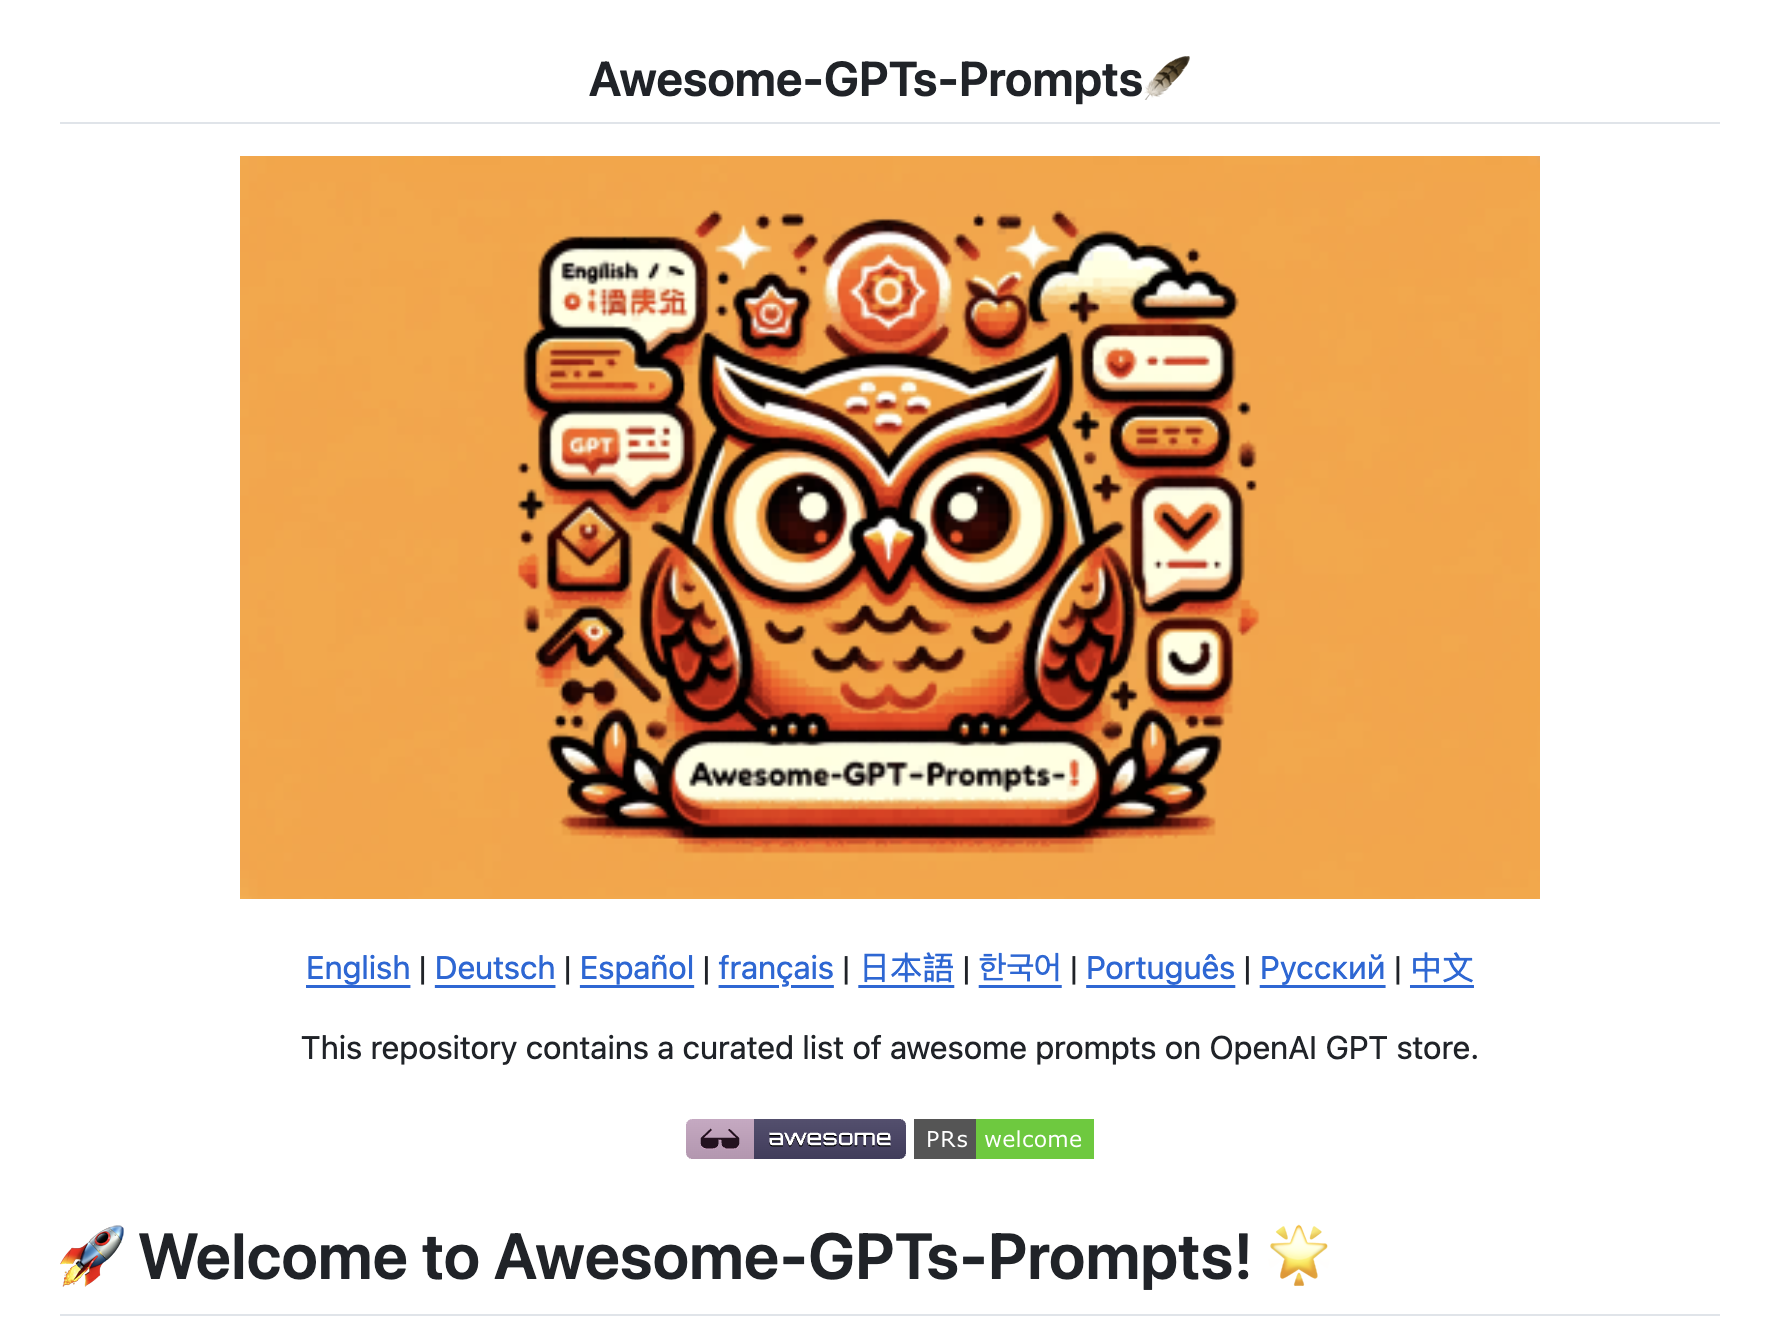 Awesome-GPTs-Prompts🪶
Engilish / ~
GPT
Awesome-GPT-Prompts-!
English | Deutsch | Español | français | 日本語 | 한국어 | Português | Русский | 中文
This repository contains a curated list of awesome prompts on OpenAI GPT store.
awesome PRs welcome
🚀 Welcome to Awesome-GPTs-Prompts! 🌟